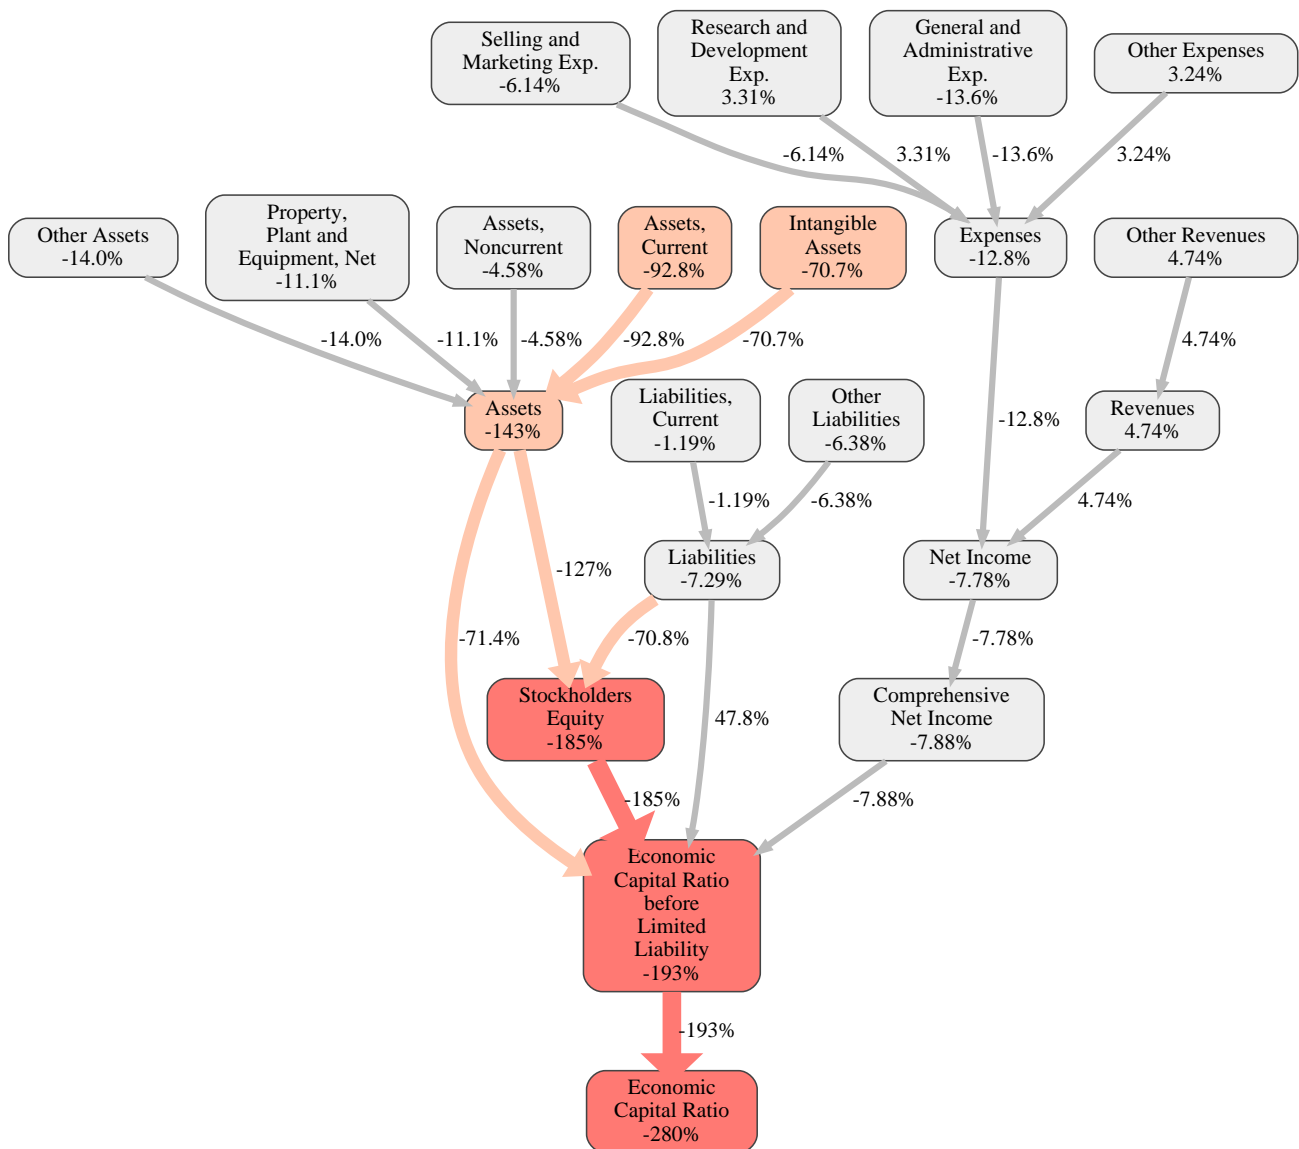 Selling and
Marketing Exp.
-6.14%
Research and
Development
Exp.
3.31%
General and
Administrative
Exp.
-13.6%
Other Expenses
3.24%
-6.14%
3.31%
-13.6%
3.24%
Other Assets
-14.0%
Property,
Plant and
Equipment, Net
-11.1%
Assets,
Noncurrent
-4.58%
Assets,
Current
-92.8%
Intangible
Assets
-70.7%
Expenses
-12.8%
Other Revenues
4.74%
-14.0%
-11.1%
-4.58%
-92.8%
-70.7%
4.74%
Assets
-143%
Liabilities,
Current
-1.19%
Other
Liabilities
-6.38%
-12.8%
Revenues
4.74%
-1.19%
-6.38%
4.74%
Liabilities
-7.29%
Net Income
-7.78%
-127%
-71.4%
-70.8%
-7.78%
Stockholders
Equity
-185%
47.8%
Comprehensive
Net Income
-7.88%
-185%
-7.88%
Economic
Capital Ratio
before
Limited
Liability
-193%
-193%
Economic
Capital Ratio
-280%